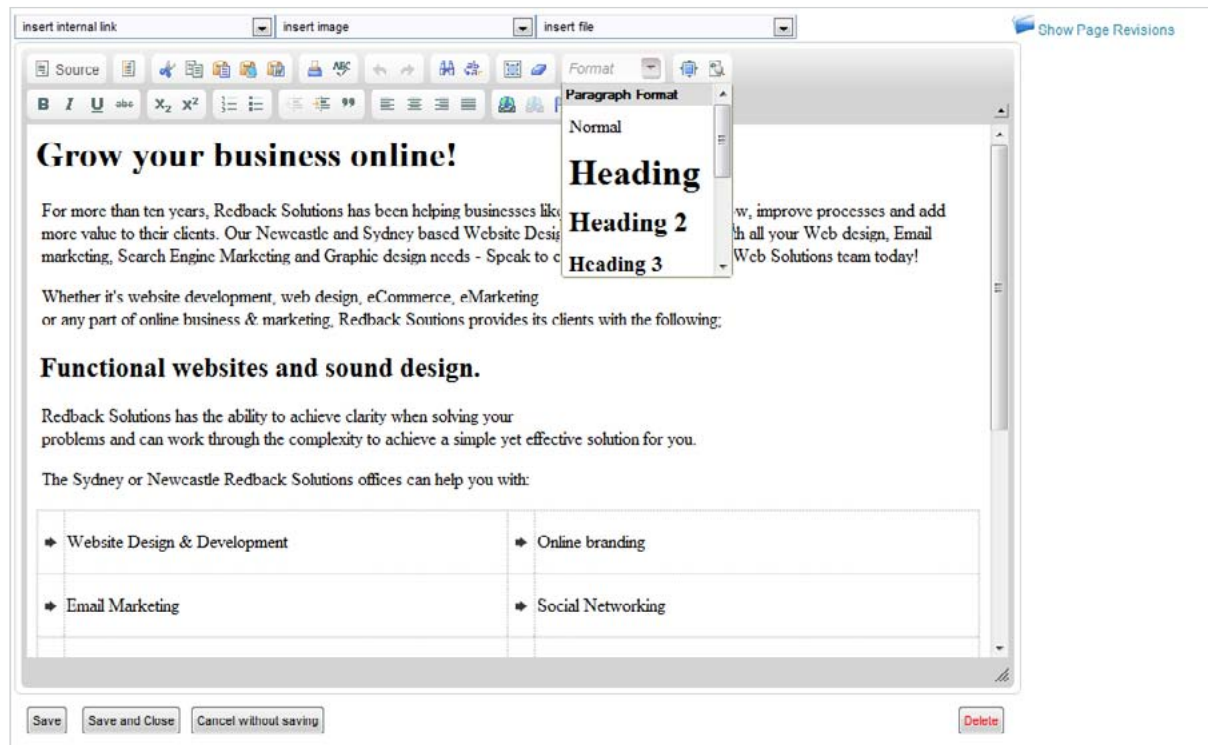 insert internal link insert image insert file
Show Page Revisions
Source ABC Format
B I U abc X₂ X² Paragraph Format
Normal
Heading
Heading 2
Heading 3
Grow your business online!
For more than ten years, Redback Solutions has been helping businesses w, improve processes and add
more value to their clients. Our Newcastle and Sydney based Website h all your Web design, Email
marketing, Search Engine Marketing and Graphic design needs - Speak to Web Solutions team today!
Whether it's website development, web design, eCommerce, eMarketing
or any part of online business & marketing, Redback Soutions provides its clients with the following;
Functional websites and sound design.
Redback Solutions has the ability to achieve clarity when solving your
problems and can work through the complexity to achieve a simple yet effective solution for you.
The Sydney or Newcastle Redback Solutions offices can help you with:
Website Design & Development Online branding
Email Marketing Social Networking
Save Save and Close Cancel without saving Delete